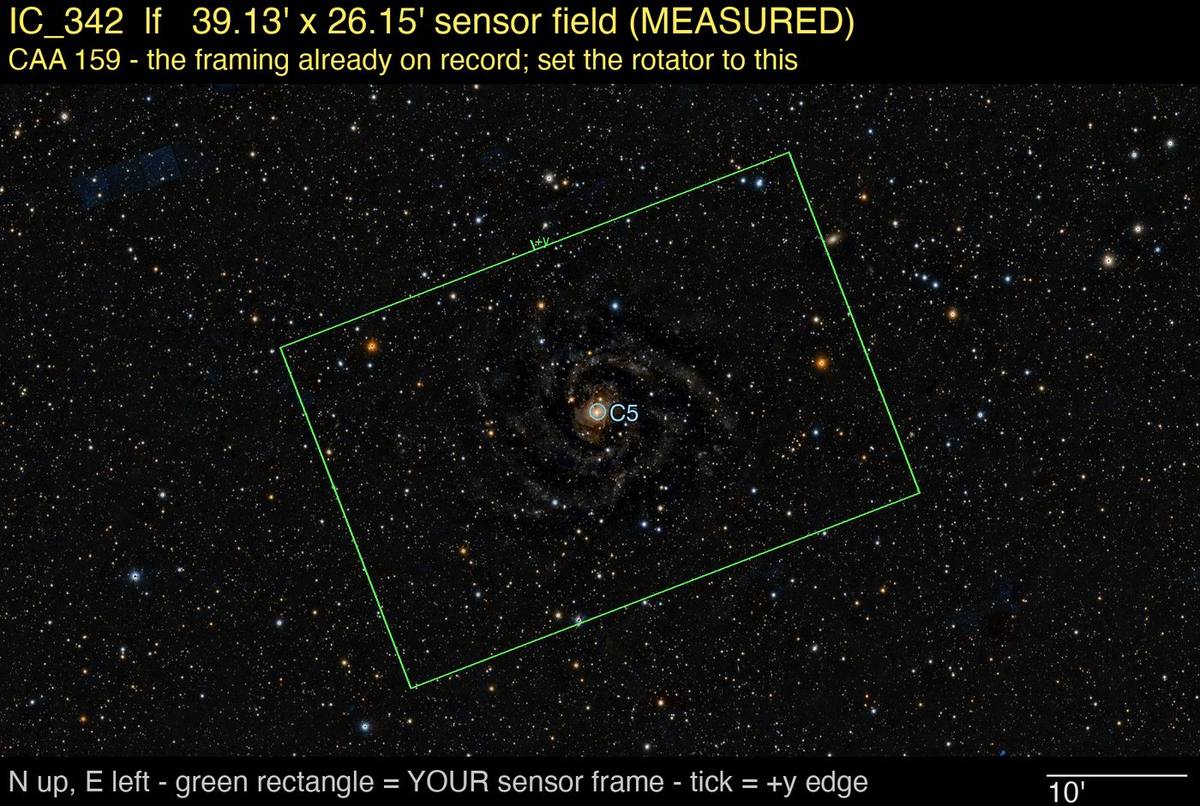 IC_342 lf 39.13' x 26.15' sensor field (MEASURED)
CAA 159 - the framing already on record; set the rotator to this
+y
C5
N up, E left - green rectangle = YOUR sensor frame - tick = +y edge
10'